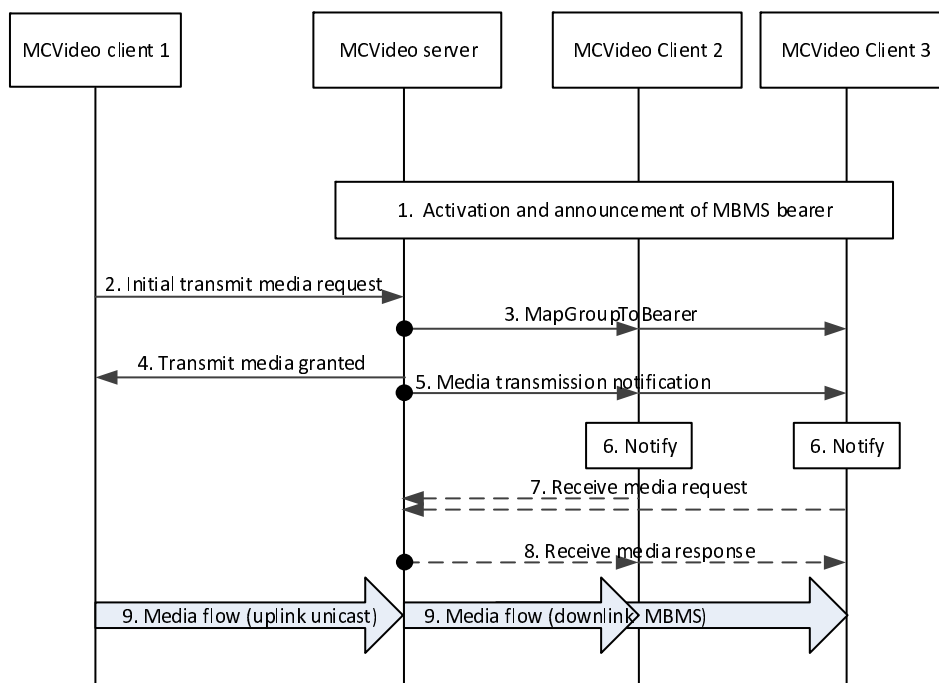 MCVideo client 1
MCVideo server
MCVideo Client 2
MCVideo Client 3
1. Activation and announcement of MBMS bearer
2. Initial transmit media request
3. MapGroupToBearer
4. Transmit media granted
5. Media transmission notification
6. Notify
6. Notify
7. Receive media request
8. Receive media response
9. Media flow (uplink unicast)
9. Media flow (downlink MBMS)